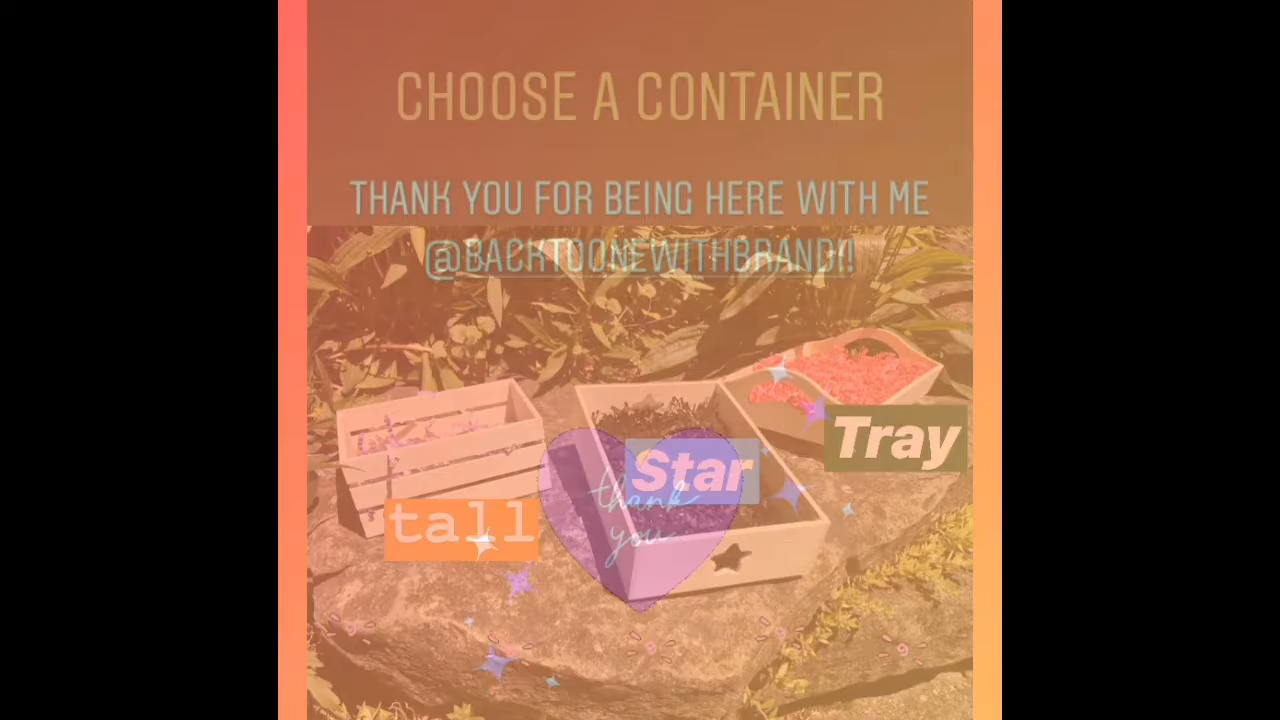 CHOOSE A CONTAINER
THANK YOU FOR BEING HERE WITH ME
@BACKTOONEWITHBRANDI!
Tray
Star
thank
you
tall